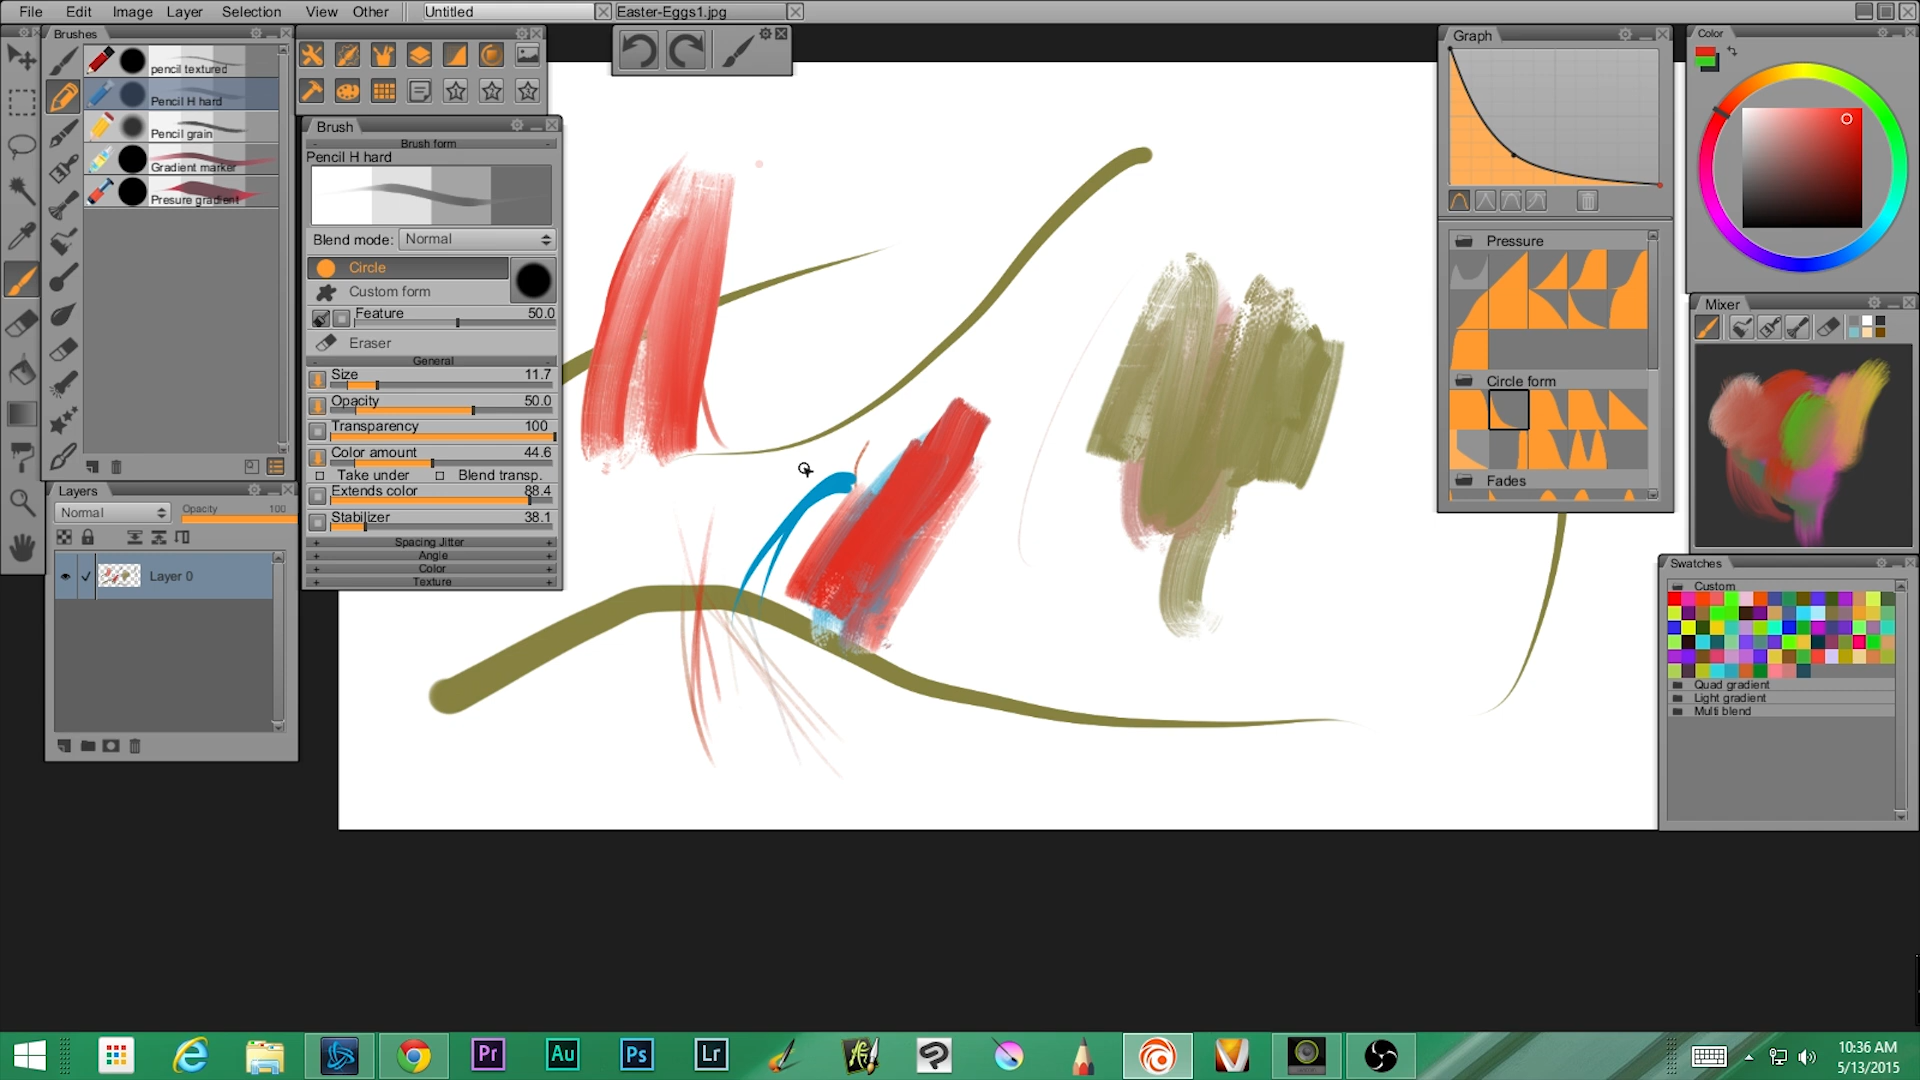 File Edit Image Layer Selection View Other Untitled Easter-Eggs1.jpg
Brushes
pencil textured
Pencil H hard
Pencil grain
Gradient marker
Presure gradient
Layers
Normal Opacity 100
Layer 0
Brush
Brush form
Pencil H hard
Blend mode: Normal
Circle
Custom form
Feature 50.0
Eraser
General
Size 11.7
Opacity 50.0
Transparency 100
Color amount 44.6
Take under Blend transp.
Extends color 88.4
Stabilizer 38.1
Spacing Jitter
Angle
Color
Texture
Graph
Pressure
Circle form
Fades
Color
Mixer
Swatches
Custom
Quad gradient
Light gradient
Multi blend
Pr Au Ps Lr
10:36 AM
5/13/2015